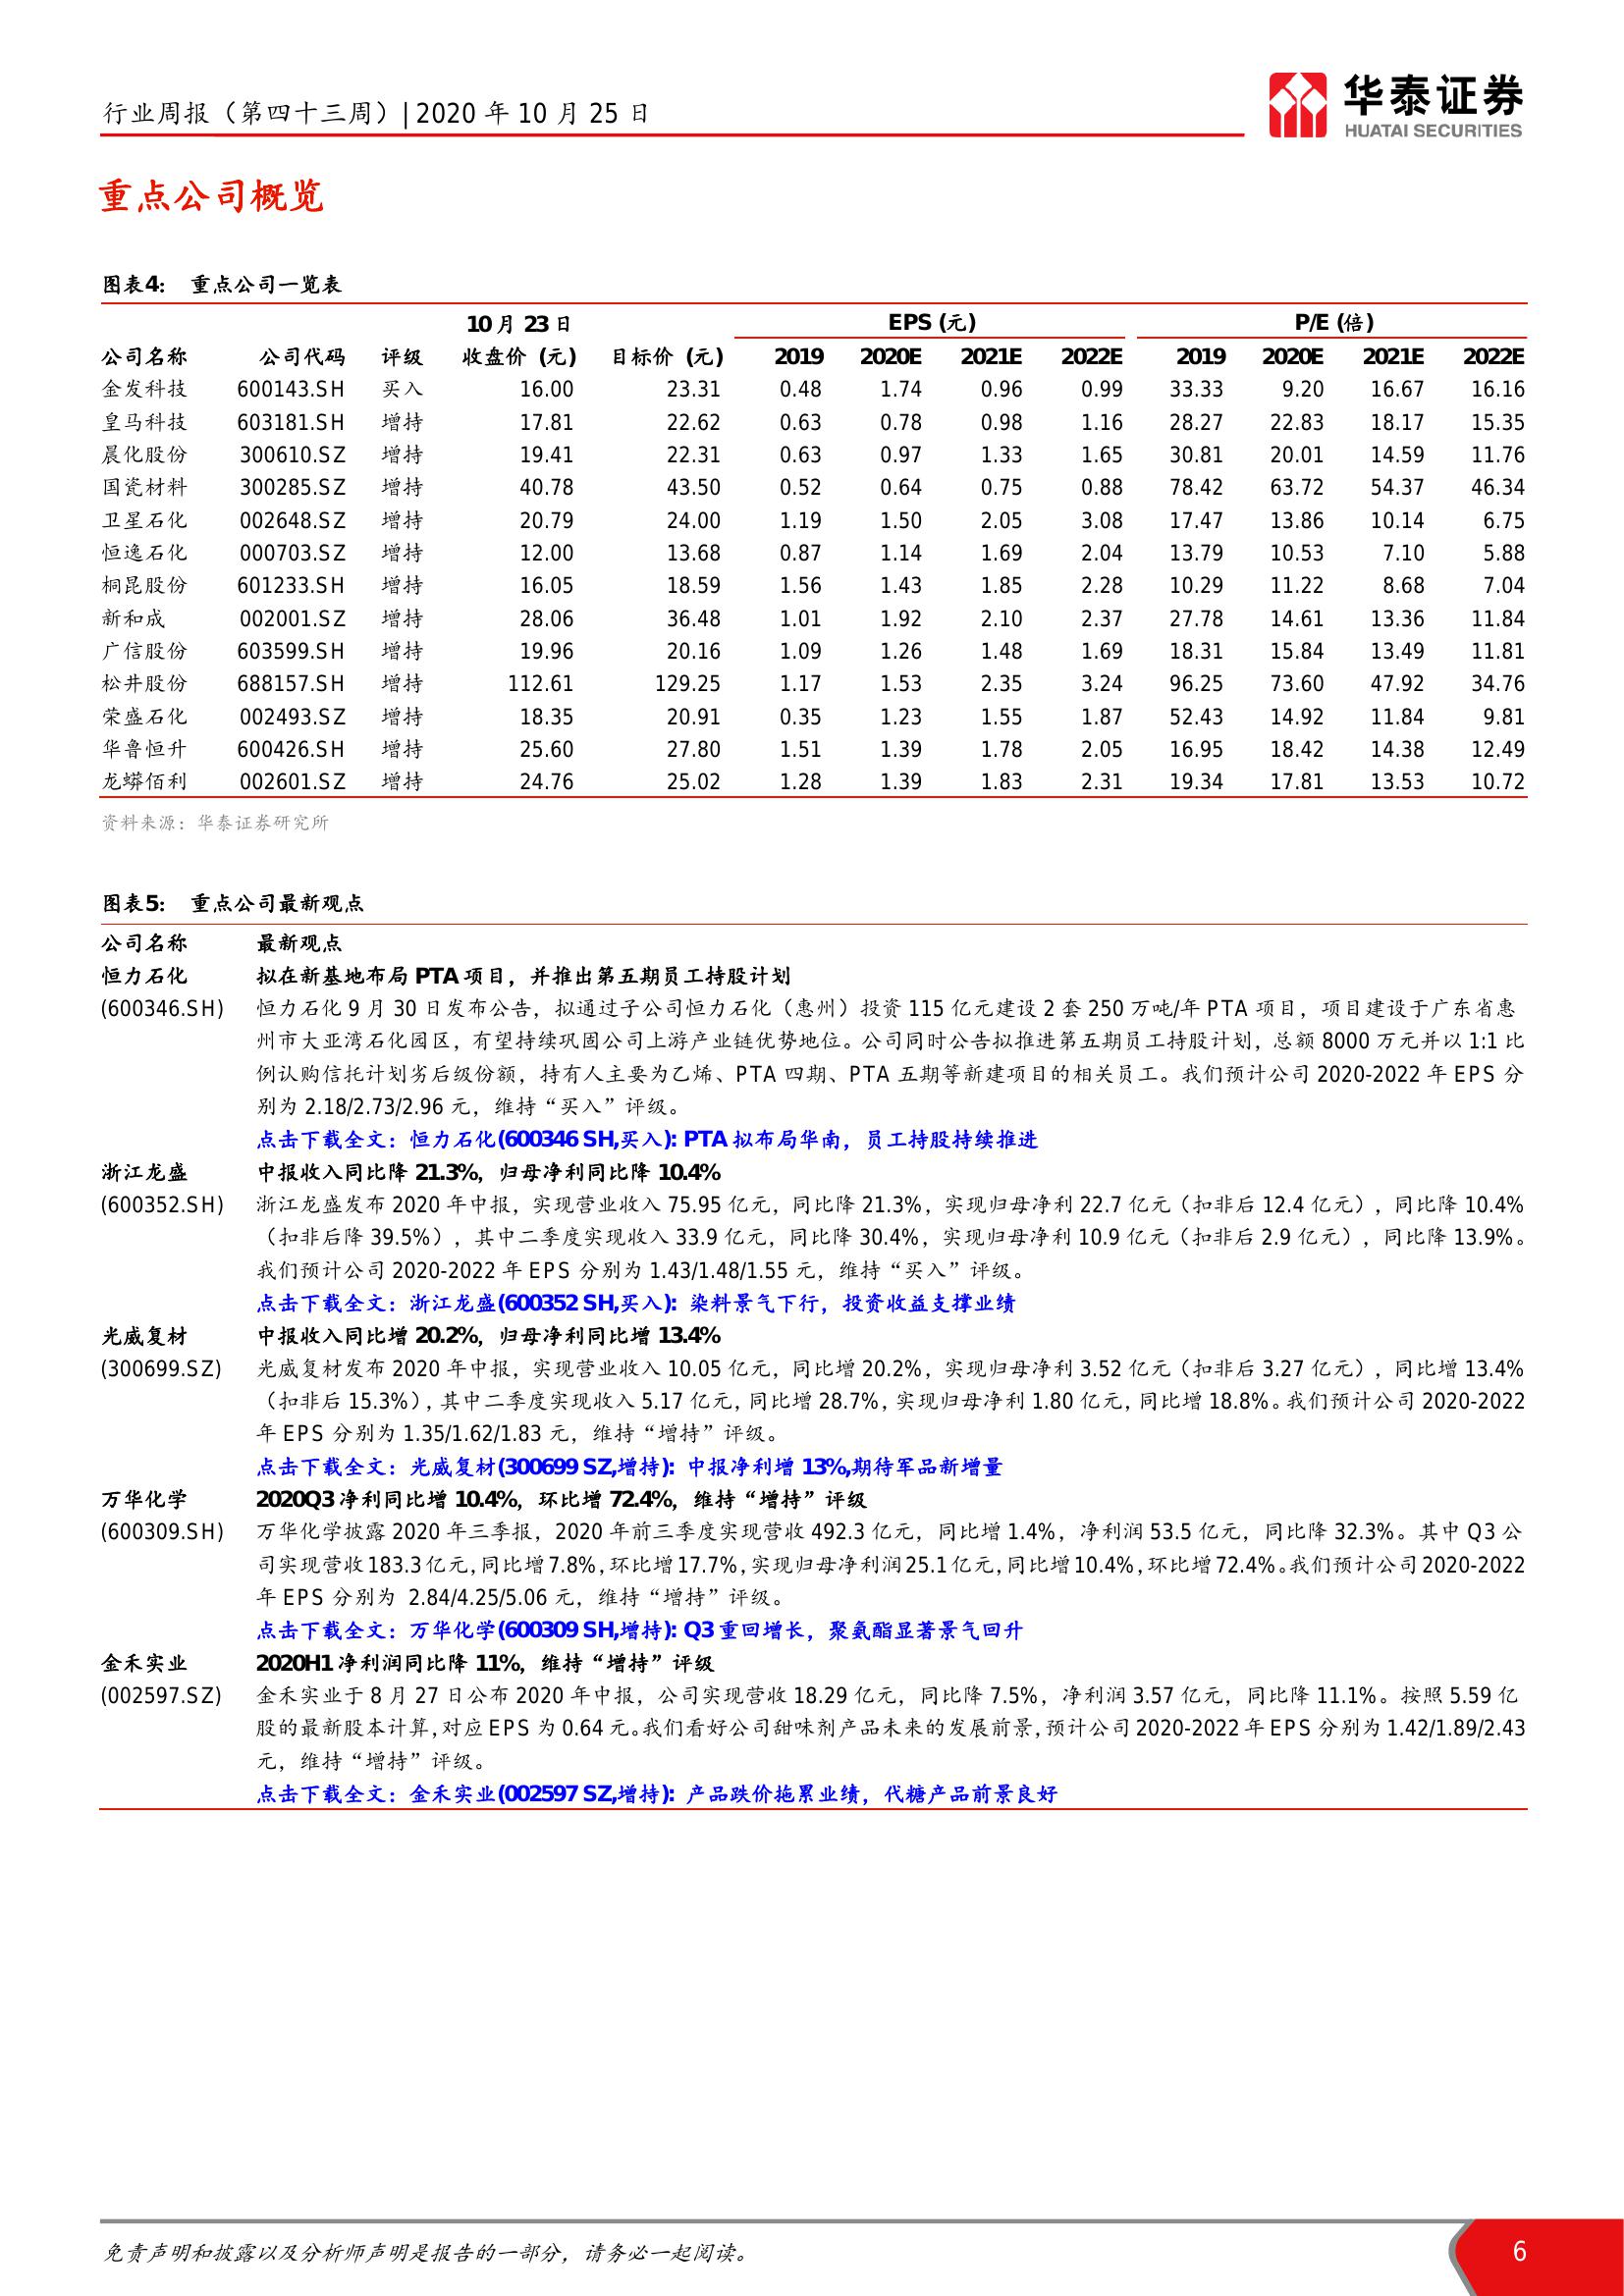 行业周报（第四十三周）| 2020 年 10 月 25 日
华泰证券
HUATAI SECURITIES
重点公司概览
图表4： 重点公司一览表
10 月 23 日 EPS (元) P/E (倍)
公司名称 公司代码 评级 收盘价 (元) 目标价 (元) 2019 2020E 2021E 2022E 2019 2020E 2021E 2022E
金发科技 600143.SH 买入 16.00 23.31 0.48 1.74 0.96 0.99 33.33 9.20 16.67 16.16
皇马科技 603181.SH 增持 17.81 22.62 0.63 0.78 0.98 1.16 28.27 22.83 18.17 15.35
晨化股份 300610.SZ 增持 19.41 22.31 0.63 0.97 1.33 1.65 30.81 20.01 14.59 11.76
国瓷材料 300285.SZ 增持 40.78 43.50 0.52 0.64 0.75 0.88 78.42 63.72 54.37 46.34
卫星石化 002648.SZ 增持 20.79 24.00 1.19 1.50 2.05 3.08 17.47 13.86 10.14 6.75
恒逸石化 000703.SZ 增持 12.00 13.68 0.87 1.14 1.69 2.04 13.79 10.53 7.10 5.88
桐昆股份 601233.SH 增持 16.05 18.59 1.56 1.43 1.85 2.28 10.29 11.22 8.68 7.04
新和成 002001.SZ 增持 28.06 36.48 1.01 1.92 2.10 2.37 27.78 14.61 13.36 11.84
广信股份 603599.SH 增持 19.96 20.16 1.09 1.26 1.48 1.69 18.31 15.84 13.49 11.81
松井股份 688157.SH 增持 112.61 129.25 1.17 1.53 2.35 3.24 96.25 73.60 47.92 34.76
荣盛石化 002493.SZ 增持 18.35 20.91 0.35 1.23 1.55 1.87 52.43 14.92 11.84 9.81
华鲁恒升 600426.SH 增持 25.60 27.80 1.51 1.39 1.78 2.05 16.95 18.42 14.38 12.49
龙蟒佰利 002601.SZ 增持 24.76 25.02 1.28 1.39 1.83 2.31 19.34 17.81 13.53 10.72
资料来源：华泰证券研究所
图表5： 重点公司最新观点
公司名称 最新观点
恒力石化 拟在新基地布局 PTA 项目，并推出第五期员工持股计划
(600346.SH) 恒力石化 9 月 30 日发布公告，拟通过子公司恒力石化（惠州）投资 115 亿元建设 2 套 250 万吨/年 PTA 项目，项目建设于广东省惠
州市大亚湾石化园区，有望持续巩固公司上游产业链优势地位。公司同时公告拟推进第五期员工持股计划，总额 8000 万元并以 1:1 比
例认购信托计划劣后级份额，持有人主要为乙烯、PTA 四期、PTA 五期等新建项目的相关员工。我们预计公司 2020-2022 年 EPS 分
别为 2.18/2.73/2.96 元，维持“买入”评级。
点击下载全文：恒力石化(600346 SH,买入): PTA 拟布局华南，员工持股持续推进
浙江龙盛 中报收入同比降 21.3%，归母净利同比降 10.4%
(600352.SH) 浙江龙盛发布 2020 年中报，实现营业收入 75.95 亿元，同比降 21.3%，实现归母净利 22.7 亿元（扣非后 12.4 亿元），同比降 10.4%
（扣非后降 39.5%），其中二季度实现收入 33.9 亿元，同比降 30.4%，实现归母净利 10.9 亿元（扣非后 2.9 亿元），同比降 13.9%。
我们预计公司 2020-2022 年 EPS 分别为 1.43/1.48/1.55 元，维持“买入”评级。
点击下载全文：浙江龙盛(600352 SH,买入): 染料景气下行，投资收益支撑业绩
光威复材 中报收入同比增 20.2%，归母净利同比增 13.4%
(300699.SZ) 光威复材发布 2020 年中报，实现营业收入 10.05 亿元，同比增 20.2%，实现归母净利 3.52 亿元（扣非后 3.27 亿元），同比增 13.4%
（扣非后 15.3%），其中二季度实现收入 5.17 亿元，同比增 28.7%，实现归母净利 1.80 亿元，同比增 18.8%。我们预计公司 2020-2022
年 EPS 分别为 1.35/1.62/1.83 元，维持“增持”评级。
点击下载全文：光威复材(300699 SZ,增持): 中报净利增 13%,期待军品新增量
万华化学 2020Q3 净利同比增 10.4%，环比增 72.4%，维持“增持”评级
(600309.SH) 万华化学披露 2020 年三季报，2020 年前三季度实现营收 492.3 亿元，同比增 1.4%，净利润 53.5 亿元，同比降 32.3%。其中 Q3 公
司实现营收 183.3 亿元，同比增 7.8%，环比增 17.7%，实现归母净利润 25.1 亿元，同比增 10.4%，环比增 72.4%。我们预计公司 2020-2022
年 EPS 分别为 2.84/4.25/5.06 元，维持“增持”评级。
点击下载全文：万华化学(600309 SH,增持): Q3 重回增长，聚氨酯显著景气回升
金禾实业 2020H1 净利润同比降 11%，维持“增持”评级
(002597.SZ) 金禾实业于 8 月 27 日公布 2020 年中报，公司实现营收 18.29 亿元，同比降 7.5%，净利润 3.57 亿元，同比降 11.1%。按照 5.59 亿
股的最新股本计算，对应 EPS 为 0.64 元。我们看好公司甜味剂产品未来的发展前景，预计公司 2020-2022 年 EPS 分别为 1.42/1.89/2.43
元，维持“增持”评级。
点击下载全文：金禾实业(002597 SZ,增持): 产品跌价拖累业绩，代糖产品前景良好
免责声明和披露以及分析师声明是报告的一部分，请务必一起阅读。 6